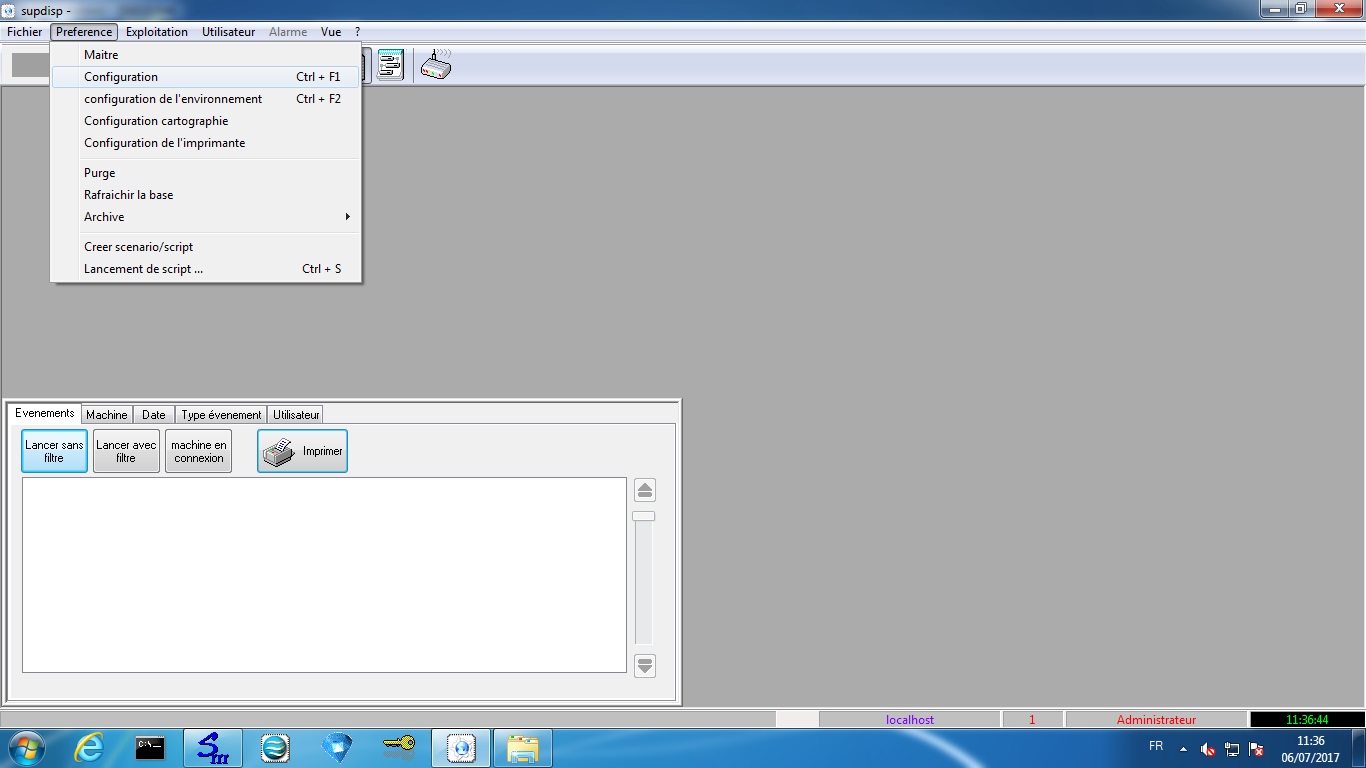 supdisp -
Fichier Preference Exploitation Utilisateur Alarme Vue ?
Maitre
Configuration Ctrl + F1
configuration de l'environnement Ctrl + F2
Configuration cartographie
Configuration de l'imprimante
Purge
Rafraichir la base
Archive
Creer scenario/script
Lancement de script ... Ctrl + S
Evenements Machine Date Type évenement Utilisateur
Lancer sans filtre
Lancer avec filtre
machine en connexion
Imprimer
localhost 1 Administrateur 11:36:44
C:\_
Sm
FR
11:36
06/07/2017